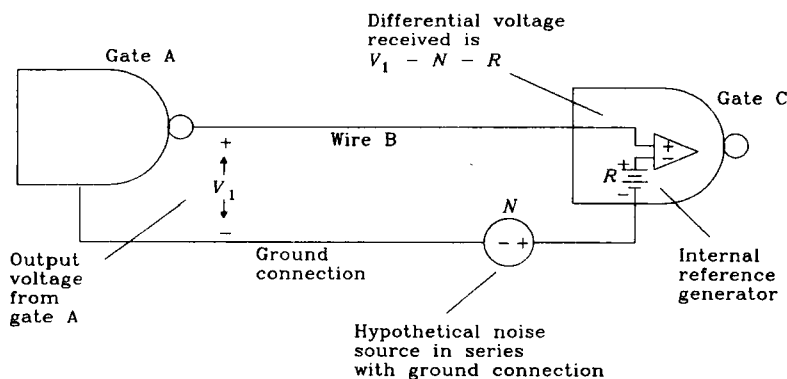 Differential voltage
received is
V₁ − N − R
Gate A
Gate C
Wire B
+
V₁
−
+
−
+
R
−
N
− +
Ground
connection
Output
voltage
from
gate A
Internal
reference
generator
Hypothetical noise
source in series
with ground connection